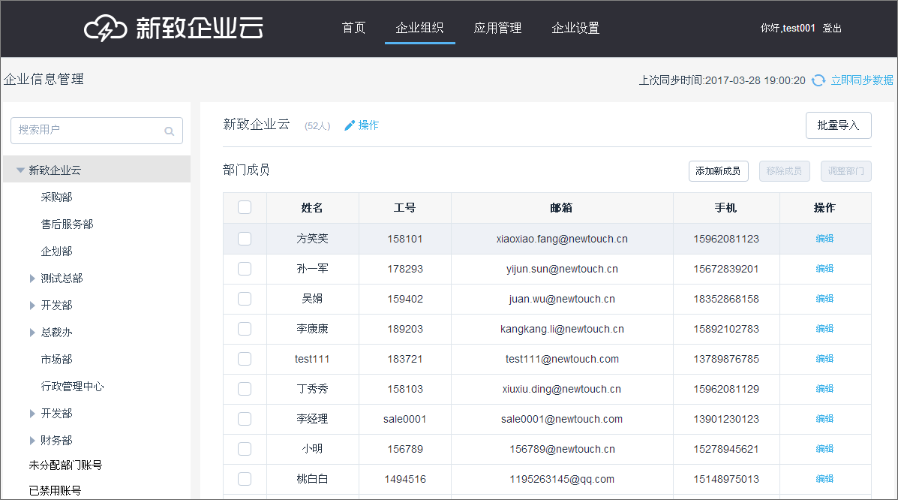 新致企业云 首页 企业组织 应用管理 企业设置 你好,test001 登出
企业信息管理 上次同步时间:2017-03-28 19:00:20 立即同步数据
搜索用户
新致企业云
采购部
售后服务部
企划部
测试总部
开发部
总裁办
市场部
行政管理中心
开发部
财务部
未分配部门账号
已禁用账号
新致企业云 (52人) 操作 批量导入
部门成员 添加新成员 移除成员 调整部门
姓名 工号 邮箱 手机 操作
方笑笑 158101 xiaoxiao.fang@newtouch.cn 15962081123 编辑
孙一军 178293 yijun.sun@newtouch.cn 15672839201 编辑
吴娟 159402 juan.wu@newtouch.cn 18352868158 编辑
李康康 189203 kangkang.li@newtouch.cn 15892102783 编辑
test111 183721 test111@newtouch.com 13789876785 编辑
丁秀秀 158103 xiuxiu.ding@newtouch.cn 15962081129 编辑
李经理 sale0001 sale0001@newtouch.com 13901230123 编辑
小明 156789 156789@newtouch.cn 15278945621 编辑
桃白白 1494516 1195263145@qq.com 15148975013 编辑